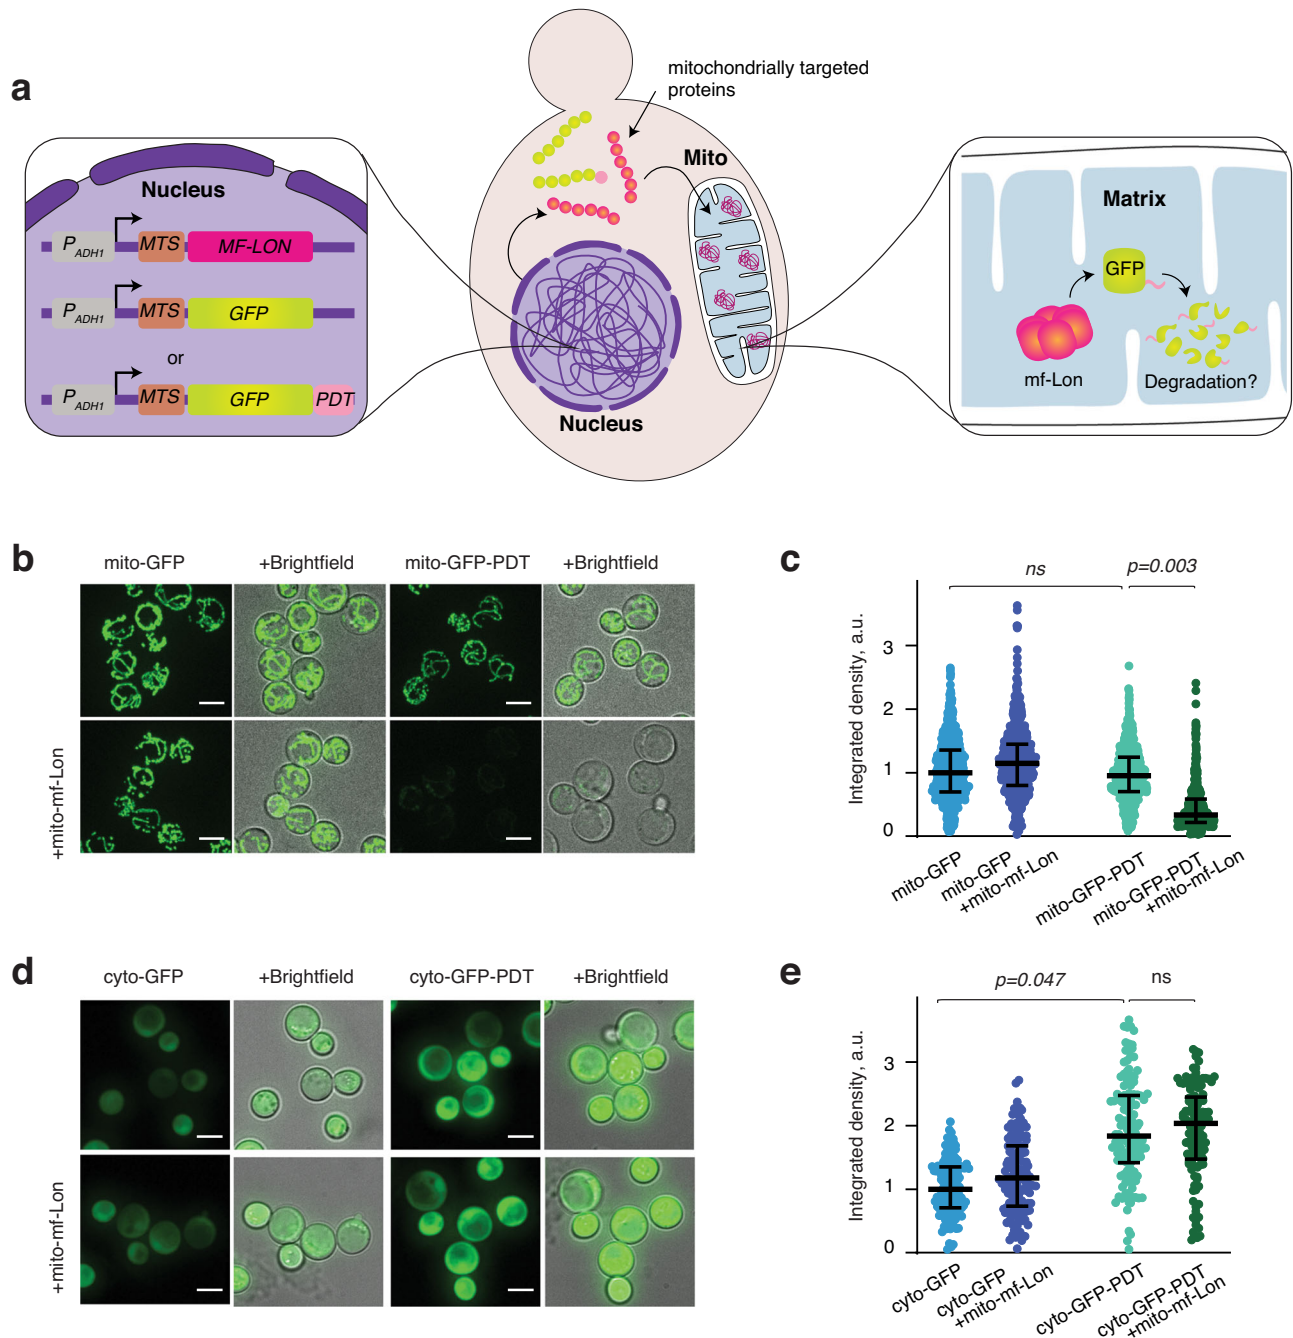 a
mitochondrially targeted
proteins
Mito
Nucleus
P_ADH1 MTS MF-LON
P_ADH1 MTS GFP
or
P_ADH1 MTS GFP PDT
Nucleus
Matrix
GFP
mf-Lon
Degradation?
b
mito-GFP
+Brightfield
mito-GFP-PDT
+Brightfield
+mito-mf-Lon
c
ns
p=0.003
Integrated density, a.u.
3
2
1
0
mito-GFP
mito-GFP
+mito-mf-Lon
mito-GFP-PDT
mito-GFP-PDT
+mito-mf-Lon
d
cyto-GFP
+Brightfield
cyto-GFP-PDT
+Brightfield
+mito-mf-Lon
e
p=0.047
ns
Integrated density, a.u.
3
2
1
0
cyto-GFP
cyto-GFP
+mito-mf-Lon
cyto-GFP-PDT
cyto-GFP-PDT
+mito-mf-Lon